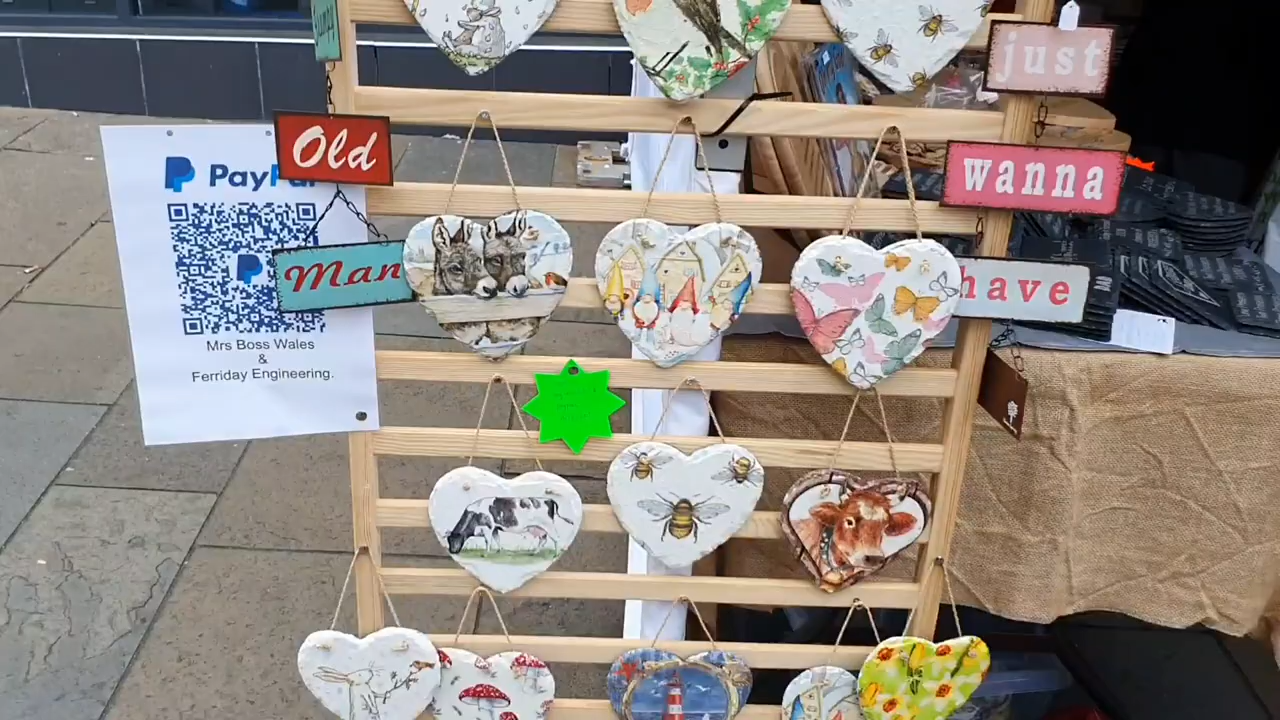 just
Old
wanna
PayPal
Man
have
Mrs Boss Wales
&
Ferriday Engineering.